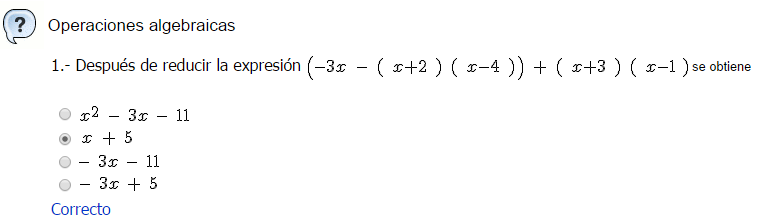 ?
Operaciones algebraicas
1.- Después de reducir la expresión (−3x − ( x+2 ) ( x−4 )) + ( x+3 ) ( x−1 ) se obtiene
x² − 3x − 11
x + 5
− 3x − 11
− 3x + 5
Correcto